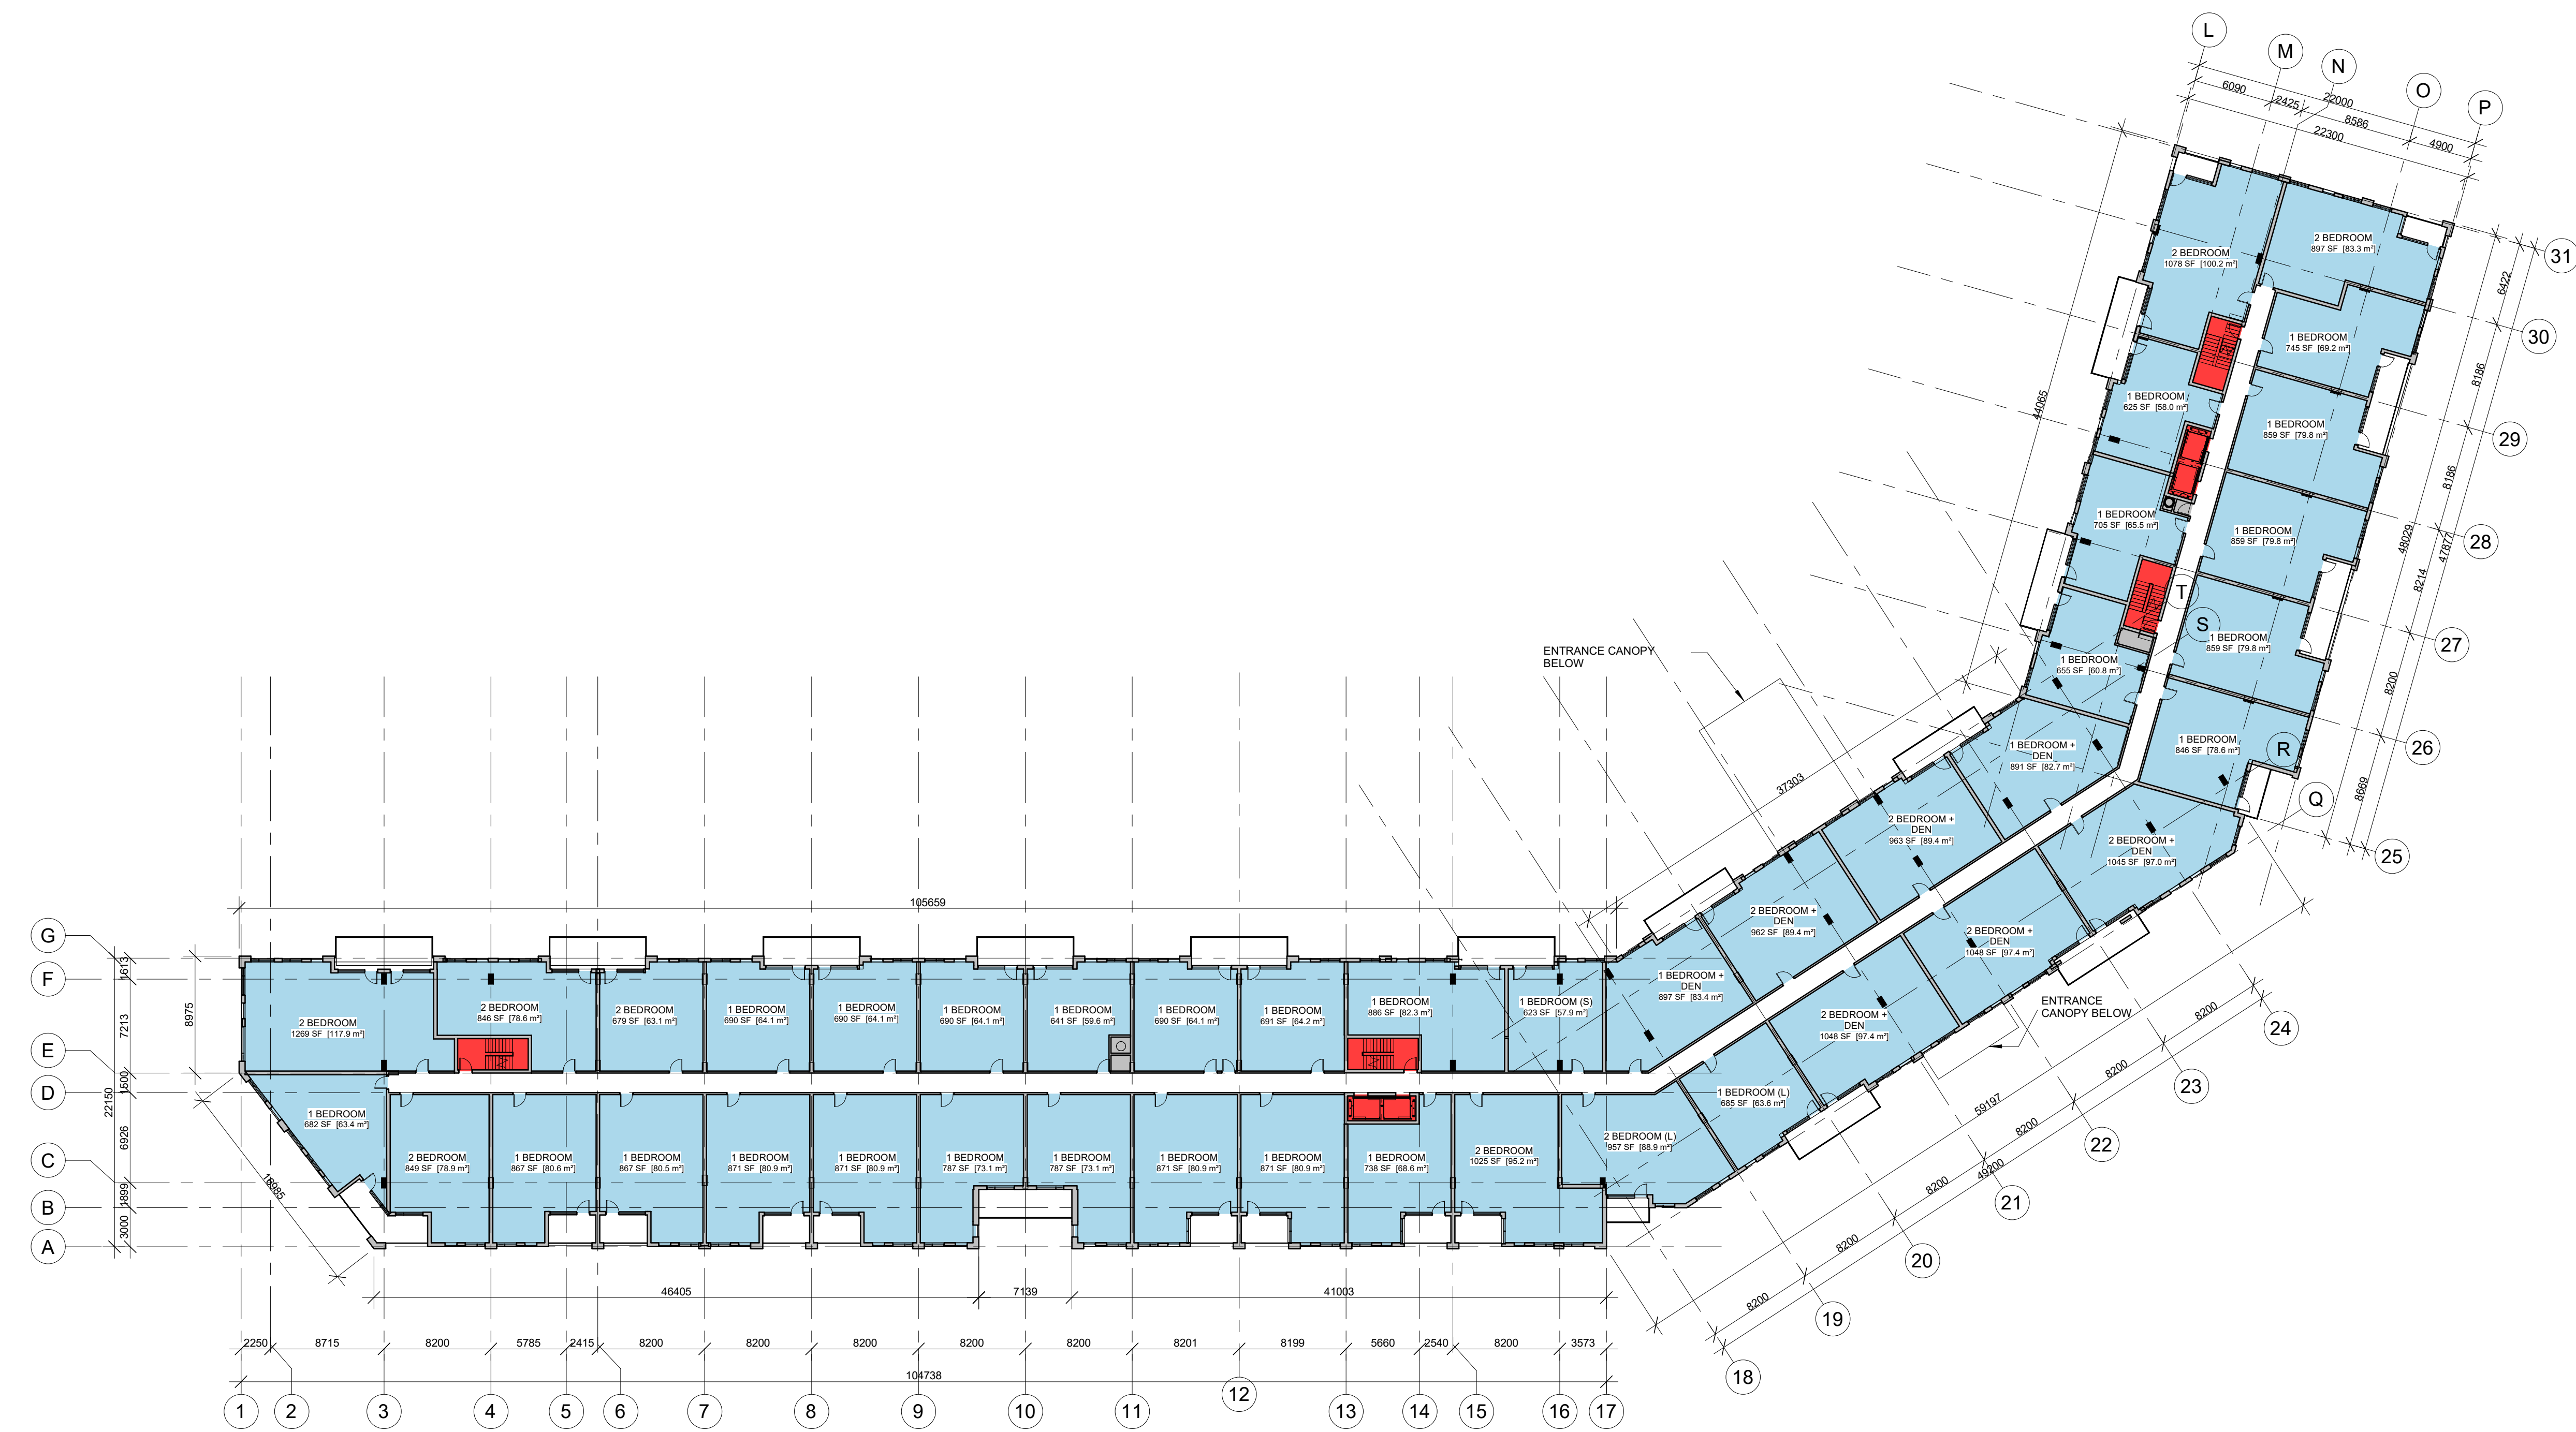 L
M
N
O
P
6090
2425
22000
8586
22300
4900
31
30
29
28
27
26
25
6422
8186
8186
8214
8200
8669
48029
47877
44065
2 BEDROOM
1078 SF [100.2 m²]
2 BEDROOM
897 SF [83.3 m²]
1 BEDROOM
745 SF [69.2 m²]
1 BEDROOM
625 SF [58.0 m²]
1 BEDROOM
859 SF [79.8 m²]
1 BEDROOM
705 SF [65.5 m²]
1 BEDROOM
859 SF [79.8 m²]
T
S
1 BEDROOM
859 SF [79.8 m²]
1 BEDROOM
655 SF [60.8 m²]
1 BEDROOM
846 SF [78.6 m²]
R
Q
ENTRANCE CANOPY
BELOW
37303
1 BEDROOM +
DEN
891 SF [82.7 m²]
2 BEDROOM +
DEN
963 SF [89.4 m²]
2 BEDROOM +
DEN
1045 SF [97.0 m²]
2 BEDROOM +
DEN
962 SF [89.4 m²]
2 BEDROOM +
DEN
1048 SF [97.4 m²]
1 BEDROOM +
DEN
897 SF [83.4 m²]
2 BEDROOM +
DEN
1048 SF [97.4 m²]
ENTRANCE
CANOPY BELOW
1 BEDROOM (L)
685 SF [63.6 m²]
2 BEDROOM (L)
957 SF [88.9 m²]
59197
49200
8200
8200
8200
8200
8200
8200
24
23
22
21
20
19
18
105659
G
F
E
D
C
B
A
1613
7213
1500
6926
1899
3000
22150
8975
16985
2 BEDROOM
1269 SF [117.9 m²]
2 BEDROOM
846 SF [78.6 m²]
2 BEDROOM
679 SF [63.1 m²]
1 BEDROOM
690 SF [64.1 m²]
1 BEDROOM
690 SF [64.1 m²]
1 BEDROOM
690 SF [64.1 m²]
1 BEDROOM
641 SF [59.6 m²]
1 BEDROOM
690 SF [64.1 m²]
1 BEDROOM
691 SF [64.2 m²]
1 BEDROOM
886 SF [82.3 m²]
1 BEDROOM (S)
623 SF [57.9 m²]
1 BEDROOM
682 SF [63.4 m²]
2 BEDROOM
849 SF [78.9 m²]
1 BEDROOM
867 SF [80.6 m²]
1 BEDROOM
867 SF [80.5 m²]
1 BEDROOM
871 SF [80.9 m²]
1 BEDROOM
871 SF [80.9 m²]
1 BEDROOM
787 SF [73.1 m²]
1 BEDROOM
787 SF [73.1 m²]
1 BEDROOM
871 SF [80.9 m²]
1 BEDROOM
871 SF [80.9 m²]
1 BEDROOM
738 SF [68.6 m²]
2 BEDROOM
1025 SF [95.2 m²]
46405
7139
41003
2250
8715
8200
5785
2415
8200
8200
8200
8200
8200
8201
8199
5660
2540
8200
3573
104738
1
2
3
4
5
6
7
8
9
10
11
12
13
14
15
16
17